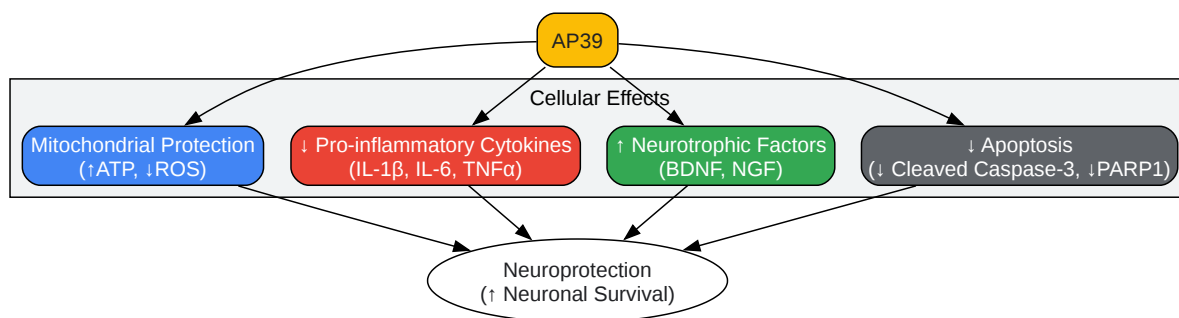 AP39
Cellular Effects
Mitochondrial Protection
(↑ATP, ↓ROS)
↓ Pro-inflammatory Cytokines
(IL-1β, IL-6, TNFα)
↑ Neurotrophic Factors
(BDNF, NGF)
↓ Apoptosis
(↓ Cleaved Caspase-3, ↓PARP1)
Neuroprotection
(↑ Neuronal Survival)